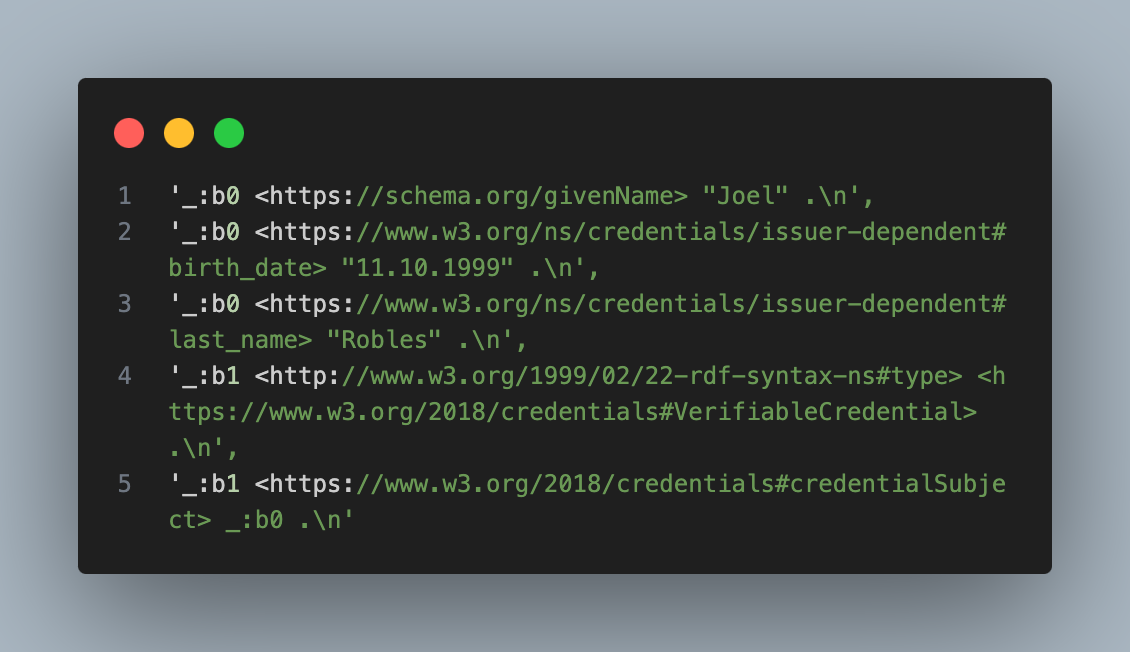 1 '_:b0 <https://schema.org/givenName> "Joel" .\n',
2 '_:b0 <https://www.w3.org/ns/credentials/issuer-dependent#
birth_date> "11.10.1999" .\n',
3 '_:b0 <https://www.w3.org/ns/credentials/issuer-dependent#
last_name> "Robles" .\n',
4 '_:b1 <http://www.w3.org/1999/02/22-rdf-syntax-ns#type> <h
ttps://www.w3.org/2018/credentials#VerifiableCredential>
.\n',
5 '_:b1 <https://www.w3.org/2018/credentials#credentialSubje
ct> _:b0 .\n'